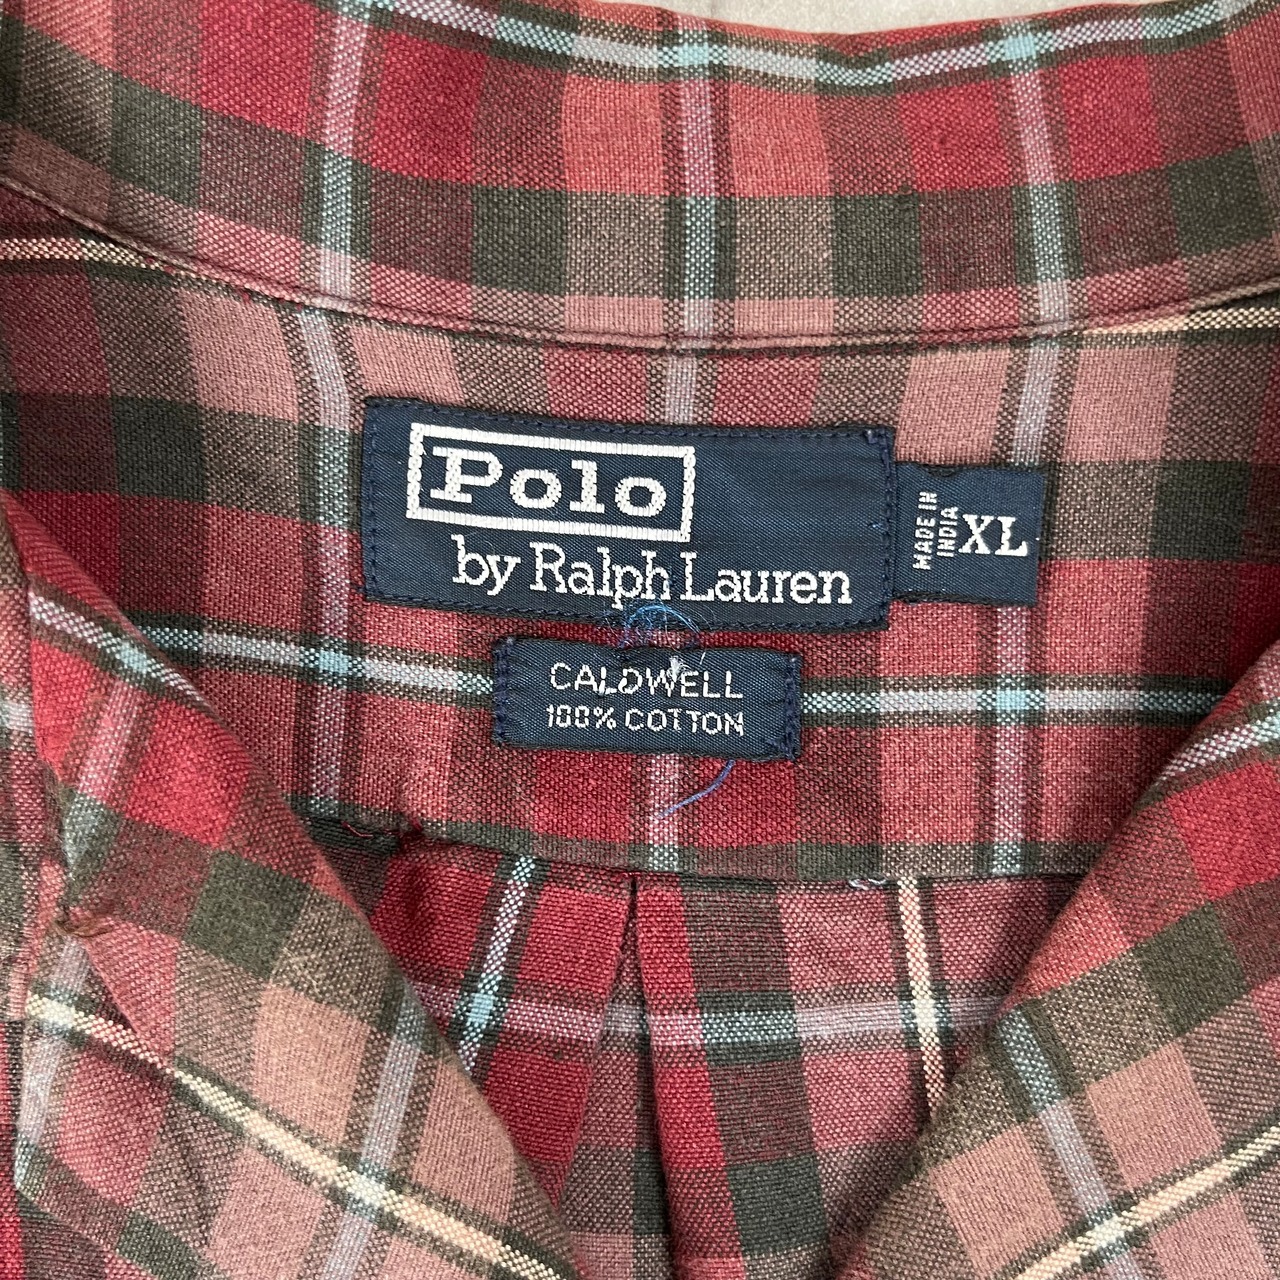 Polo
by Ralph Lauren
MADE IN
INDIA
XL
CALDWELL
100% COTTON